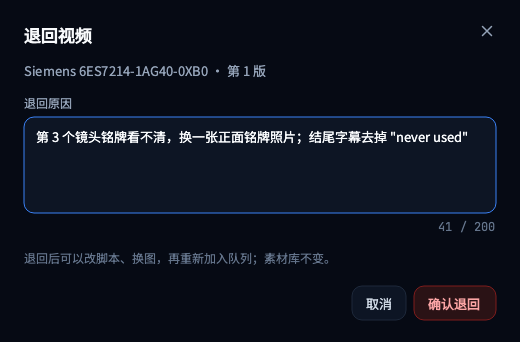 退回视频
Siemens 6ES7214-1AG40-0XB0 · 第 1 版
退回原因
第 3 个镜头铭牌看不清，换一张正面铭牌照片；结尾字幕去掉 "never used"
41 / 200
退回后可以改脚本、换图，再重新加入队列；素材库不变。
取消
确认退回